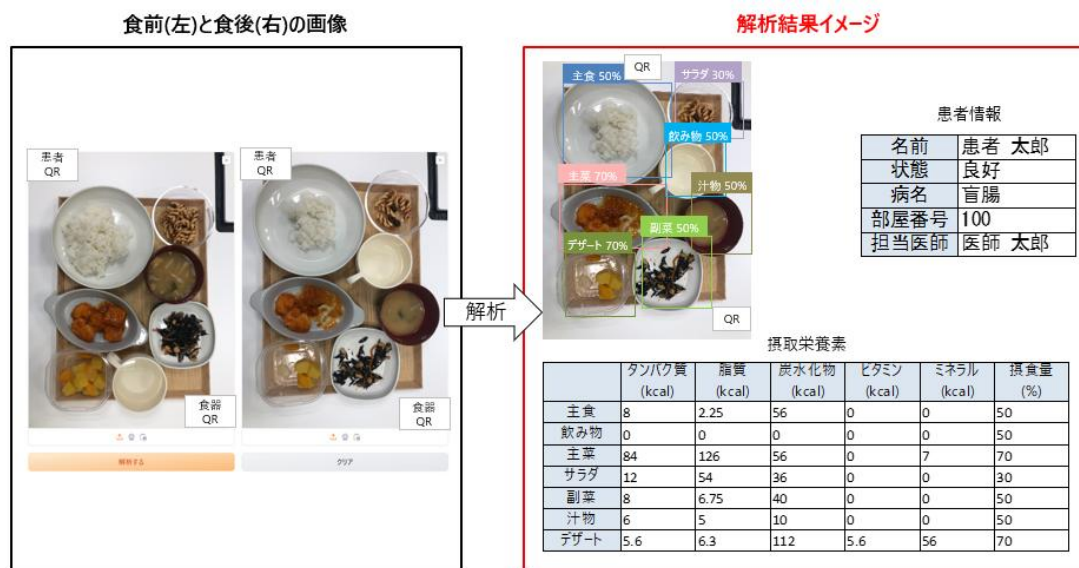 食前(左)と食後(右)の画像
患者
QR
食器
QR
解析する
患者
QR
食器
QR
クリア
解析
解析結果イメージ
QR
主食 50%
サラダ 30%
飲み物 50%
主菜 70%
汁物 50%
副菜 50%
デザート 70%
QR
患者情報
名前 患者 太郎
状態 良好
病名 盲腸
部屋番号 100
担当医師 医師 太郎
摂取栄養素
タンパク質 脂質 炭水化物 ビタミン ミネラル 摂食量
(kcal) (kcal) (kcal) (kcal) (kcal) (%)
主食 8 2.25 56 0 0 50
飲み物 0 0 0 0 0 50
主菜 84 126 56 0 7 70
サラダ 12 54 36 0 0 30
副菜 8 6.75 40 0 0 50
汁物 6 5 10 0 0 50
デザート 5.6 6.3 112 5.6 56 70